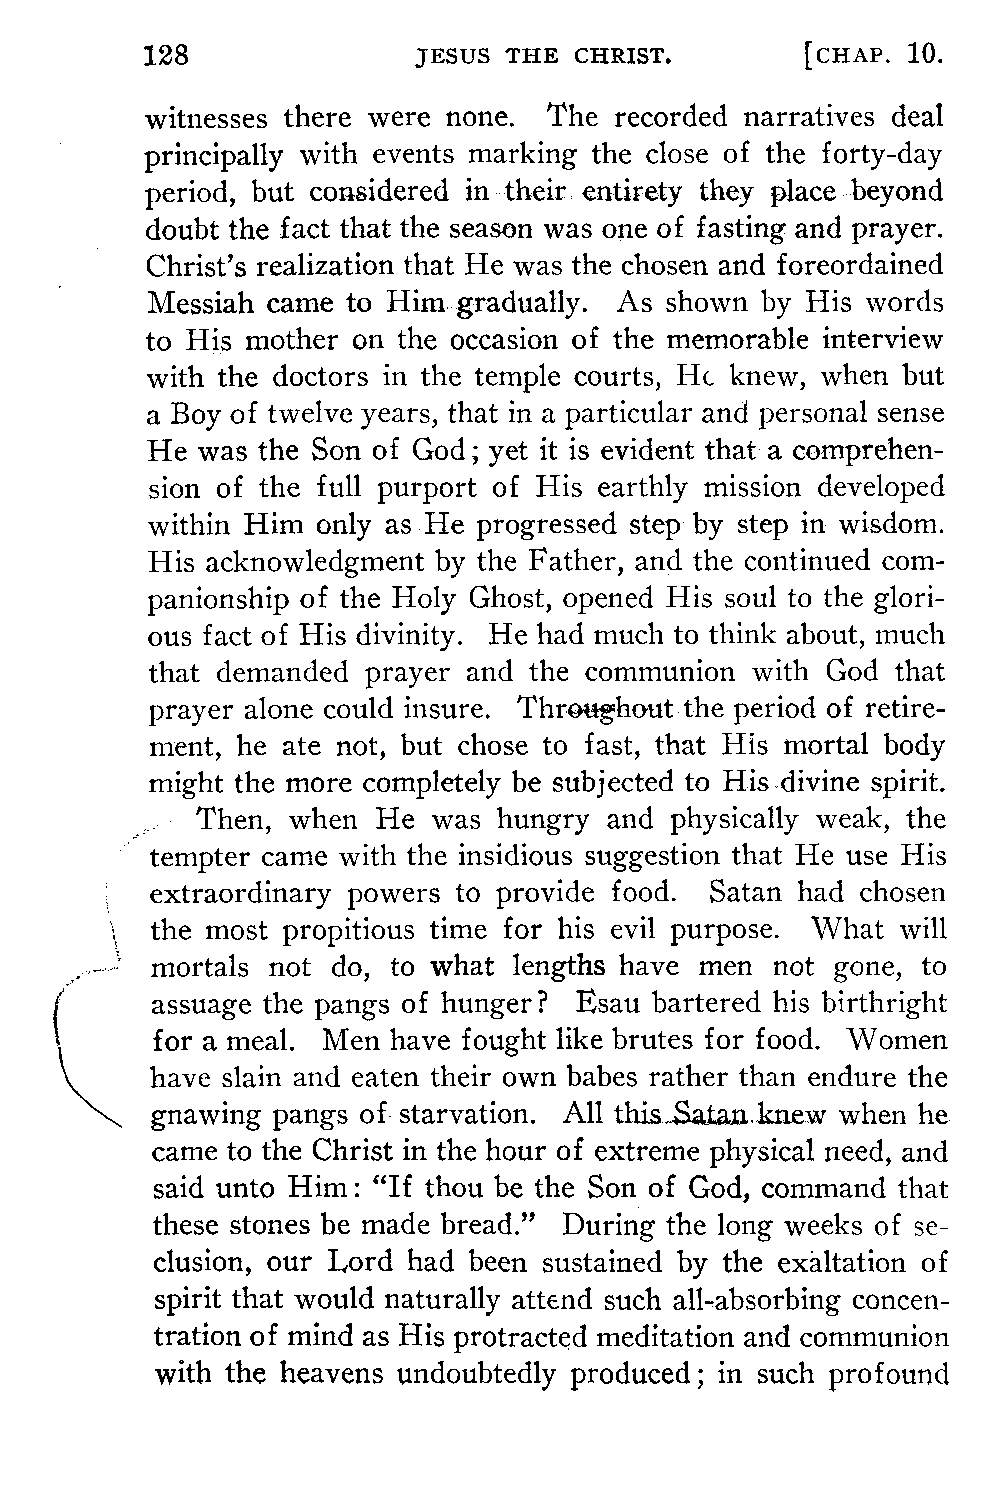 128 JESUS THE CHRIST. [CHAP. 10.
witnesses there were none. The recorded narratives deal
principally with events marking the close of the forty-day
period, but considered in their entirety they place beyond
doubt the fact that the season was one of fasting and prayer.
Christ's realization that He was the chosen and foreordained
Messiah came to Him gradually. As shown by His words
to His mother on the occasion of the memorable interview
with the doctors in the temple courts, He knew, when but
a Boy of twelve years, that in a particular and personal sense
He was the Son of God; yet it is evident that a comprehen-
sion of the full purport of His earthly mission developed
within Him only as He progressed step by step in wisdom.
His acknowledgment by the Father, and the continued com-
panionship of the Holy Ghost, opened His soul to the glori-
ous fact of His divinity. He had much to think about, much
that demanded prayer and the communion with God that
prayer alone could insure. Throughout the period of retire-
ment, he ate not, but chose to fast, that His mortal body
might the more completely be subjected to His divine spirit.
Then, when He was hungry and physically weak, the
tempter came with the insidious suggestion that He use His
extraordinary powers to provide food. Satan had chosen
the most propitious time for his evil purpose. What will
mortals not do, to what lengths have men not gone, to
assuage the pangs of hunger? Esau bartered his birthright
for a meal. Men have fought like brutes for food. Women
have slain and eaten their own babes rather than endure the
gnawing pangs of starvation. All this Satan knew when he
came to the Christ in the hour of extreme physical need, and
said unto Him: “If thou be the Son of God, command that
these stones be made bread.” During the long weeks of se-
clusion, our Lord had been sustained by the exaltation of
spirit that would naturally attend such all-absorbing concen-
tration of mind as His protracted meditation and communion
with the heavens undoubtedly produced; in such profound